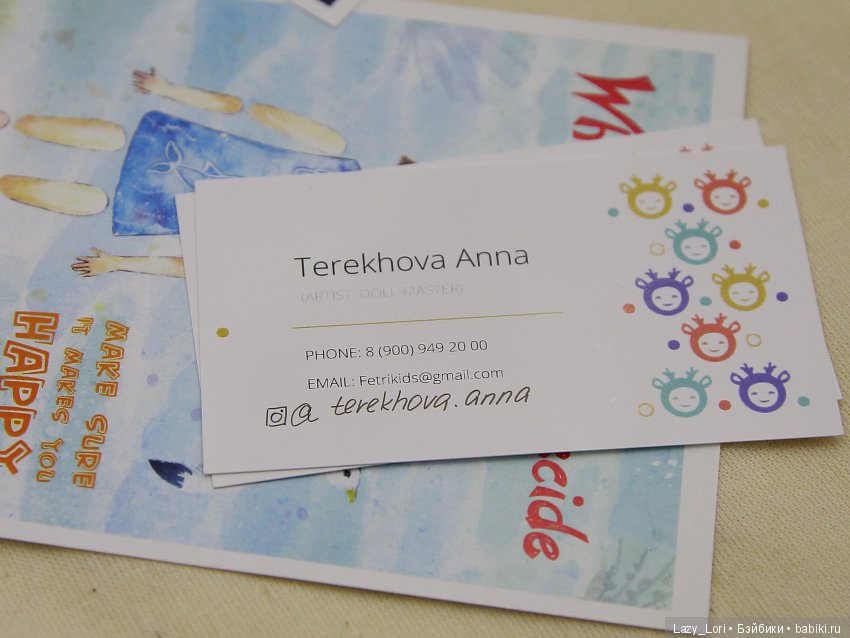 Terekhova Anna
(ARTIST, DOLL-MASTER)
PHONE: 8 (900) 949 20 00
EMAIL: Fetrikids@gmail.com
@ terekhova.anna
Wh
ecide
MAKE SURE
IT MAKES YOU
HAPPY
Lazy_Lori • Бэйбики • babiki.ru